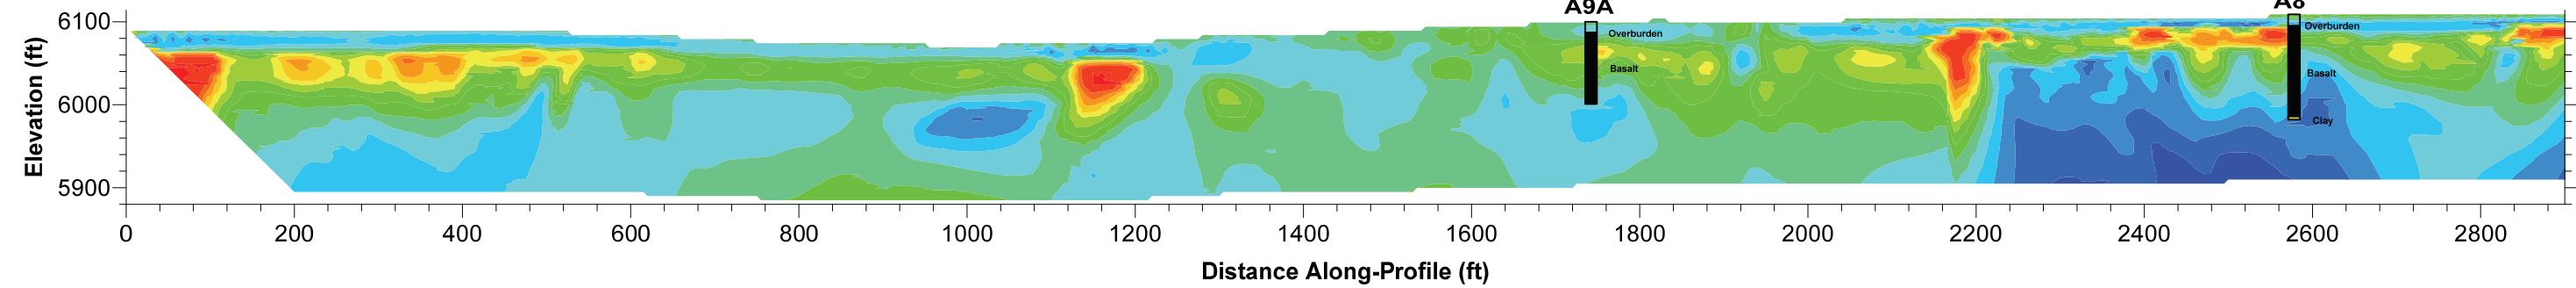 A9A
A8
6100
Overburden
Overburden
Basalt
Basalt
6000
Clay
5900
Elevation (ft)
0 200 400 600 800 1000 1200 1400 1600 1800 2000 2200 2400 2600 2800
Distance Along-Profile (ft)